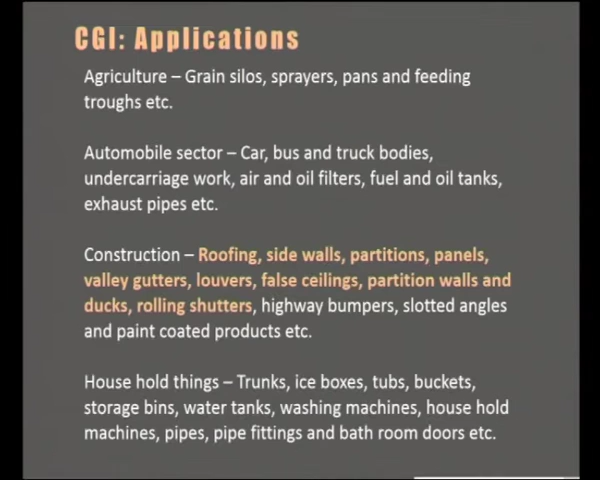 CGI: Applications
Agriculture – Grain silos, sprayers, pans and feeding
troughs etc.
Automobile sector – Car, bus and truck bodies,
undercarriage work, air and oil filters, fuel and oil tanks,
exhaust pipes etc.
Construction – Roofing, side walls, partitions, panels,
valley gutters, louvers, false ceilings, partition walls and
ducks, rolling shutters, highway bumpers, slotted angles
and paint coated products etc.
House hold things – Trunks, ice boxes, tubs, buckets,
storage bins, water tanks, washing machines, house hold
machines, pipes, pipe fittings and bath room doors etc.